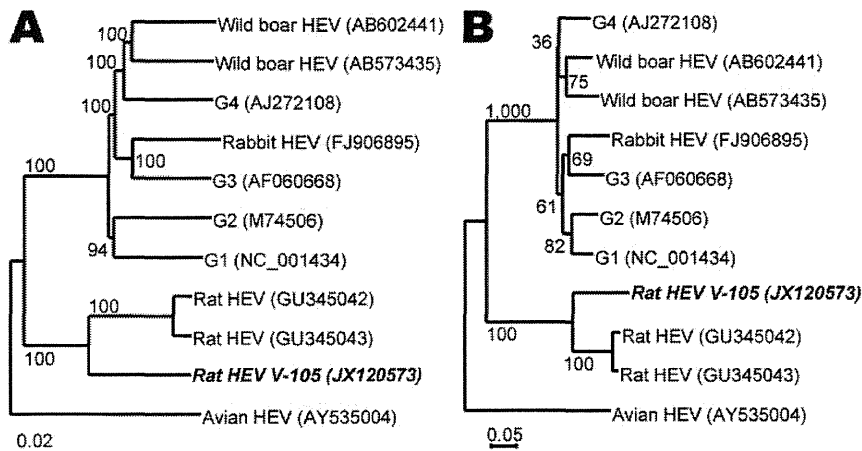 A
Wild boar HEV (AB602441)
100
Wild boar HEV (AB573435)
100
G4 (AJ272108)
100
Rabbit HEV (FJ906895)
100
G3 (AF060668)
100
G2 (M74506)
94
G1 (NC_001434)
Rat HEV (GU345042)
100
Rat HEV (GU345043)
100
Rat HEV V-105 (JX120573)
Avian HEV (AY535004)
0.02
B
G4 (AJ272108)
36
Wild boar HEV (AB602441)
75
Wild boar HEV (AB573435)
1,000
Rabbit HEV (FJ906895)
69
G3 (AF060668)
61
G2 (M74506)
82
G1 (NC_001434)
Rat HEV V-105 (JX120573)
100
Rat HEV (GU345042)
100
Rat HEV (GU345043)
Avian HEV (AY535004)
0.05